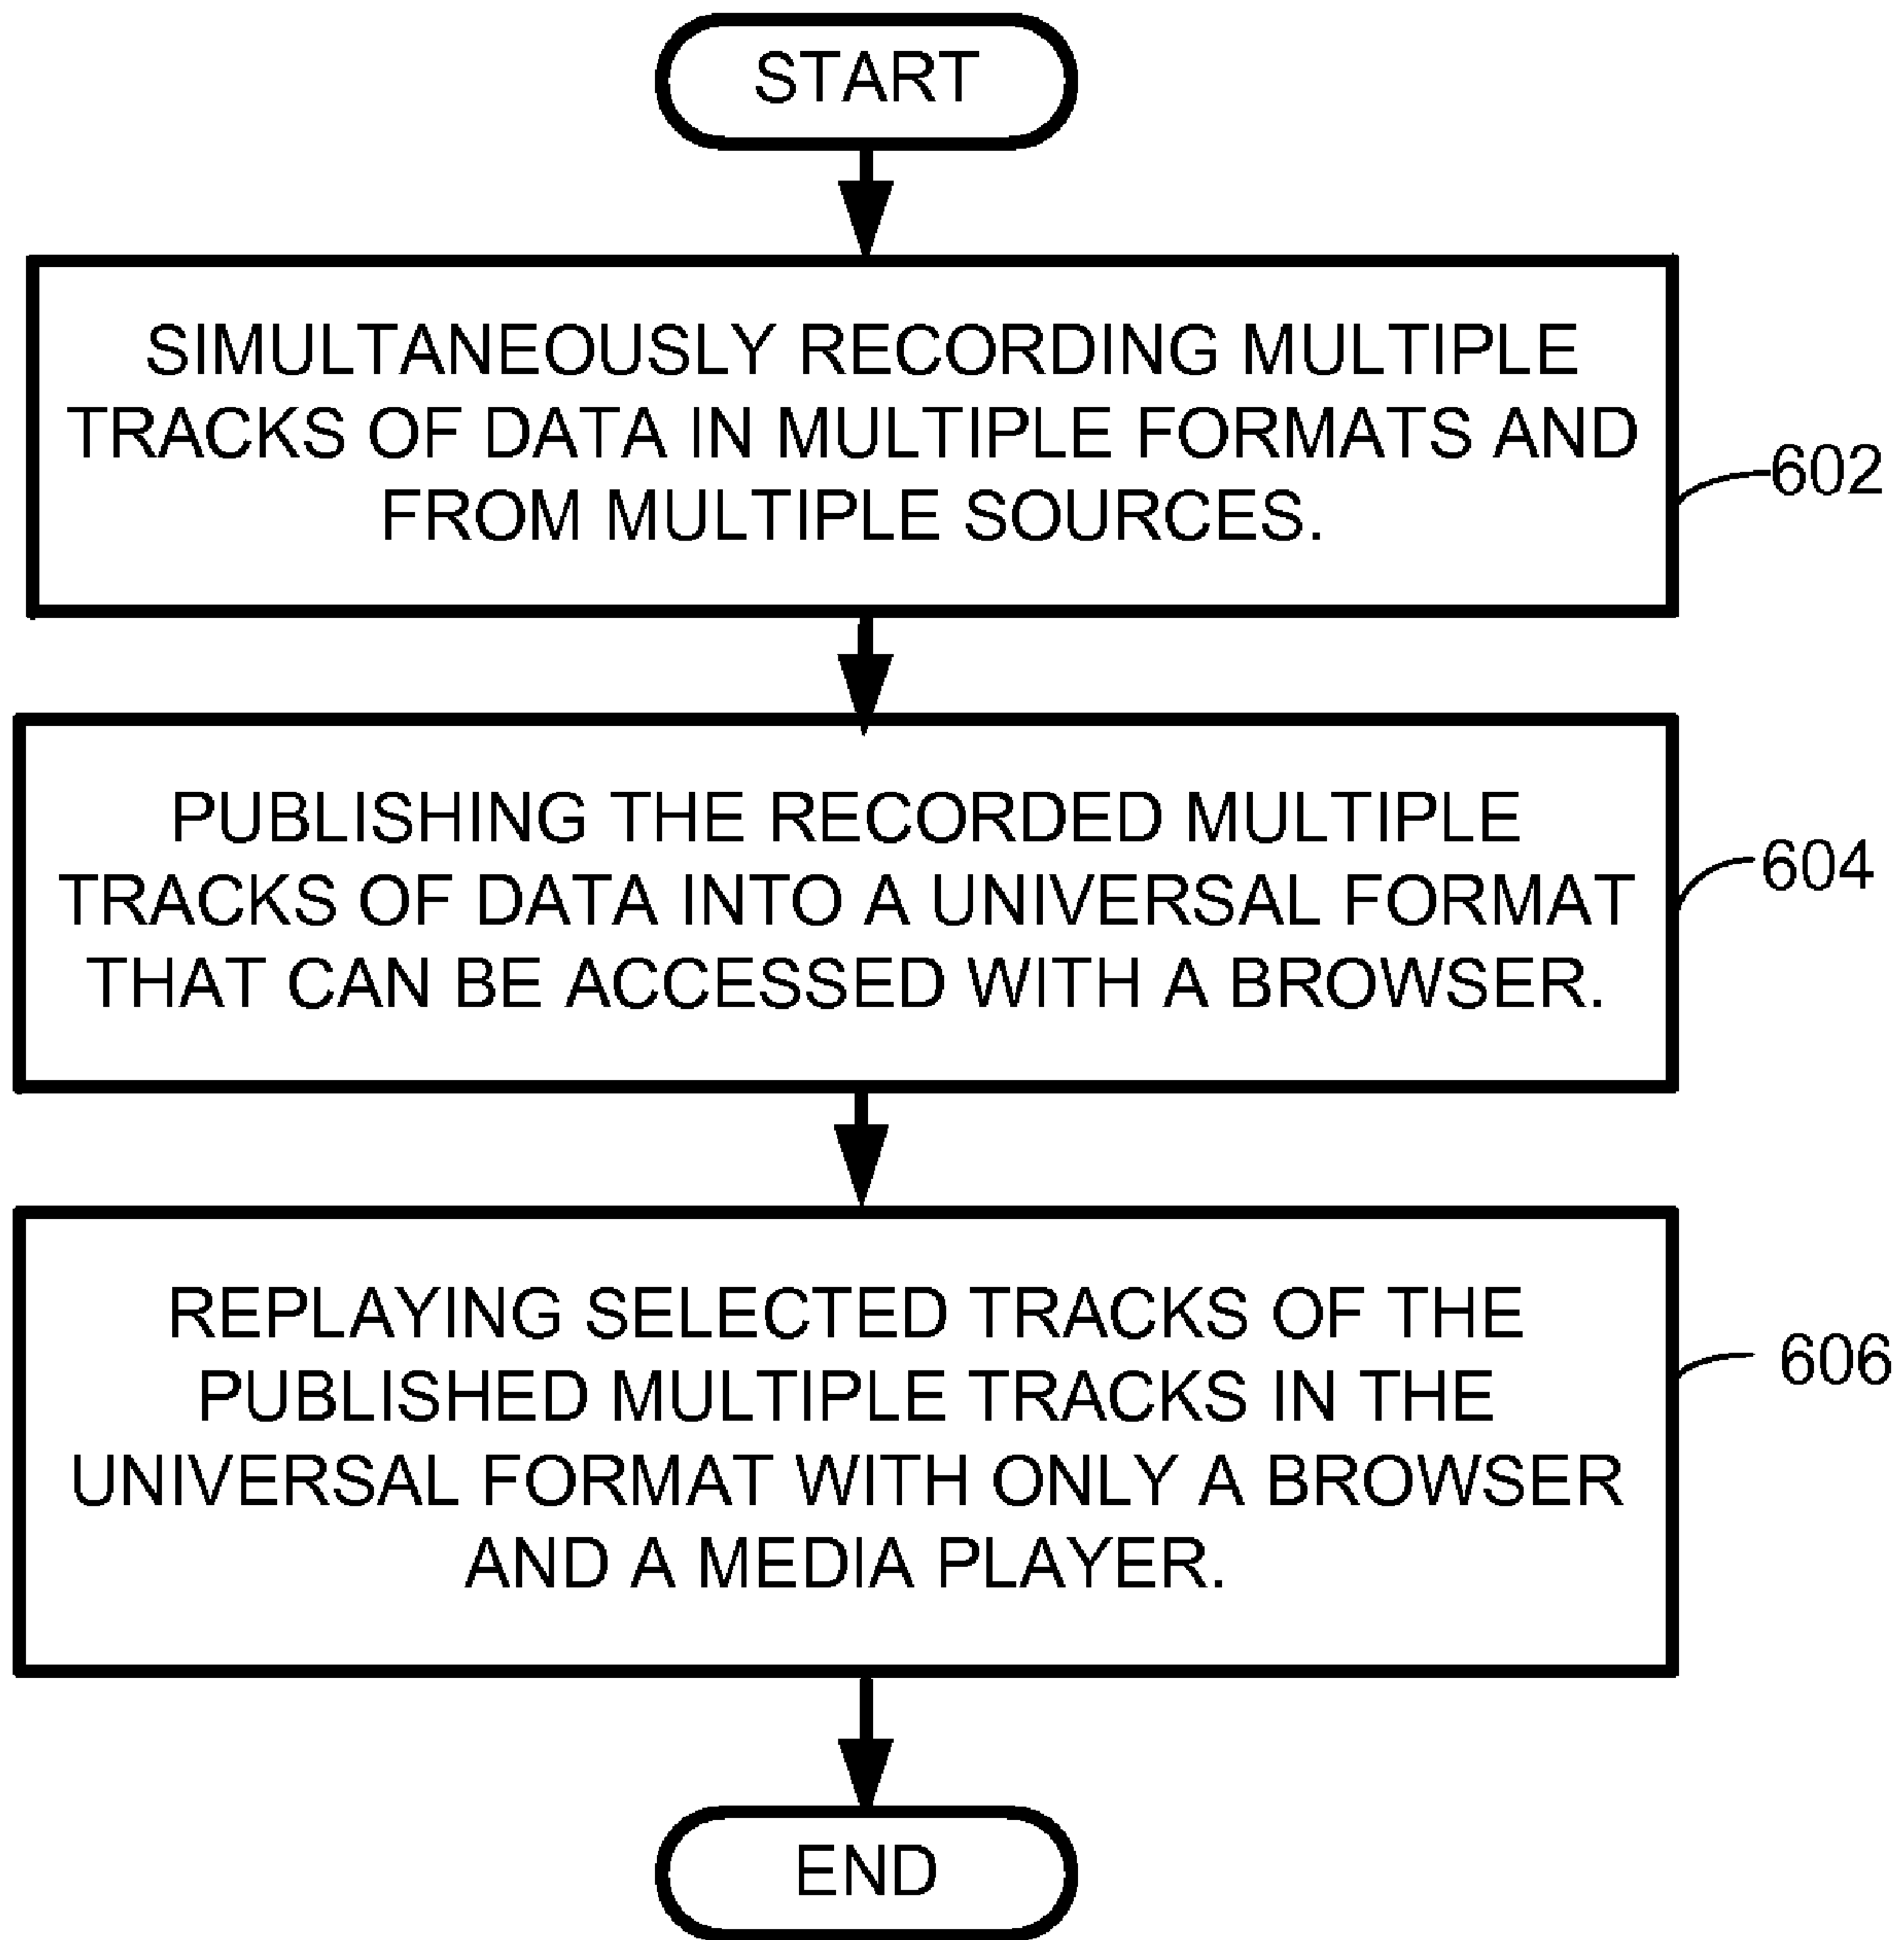 START
SIMULTANEOUSLY RECORDING MULTIPLE
TRACKS OF DATA IN MULTIPLE FORMATS AND
FROM MULTIPLE SOURCES.
602
PUBLISHING THE RECORDED MULTIPLE
TRACKS OF DATA INTO A UNIVERSAL FORMAT
THAT CAN BE ACCESSED WITH A BROWSER.
604
REPLAYING SELECTED TRACKS OF THE
PUBLISHED MULTIPLE TRACKS IN THE
UNIVERSAL FORMAT WITH ONLY A BROWSER
AND A MEDIA PLAYER.
606
END